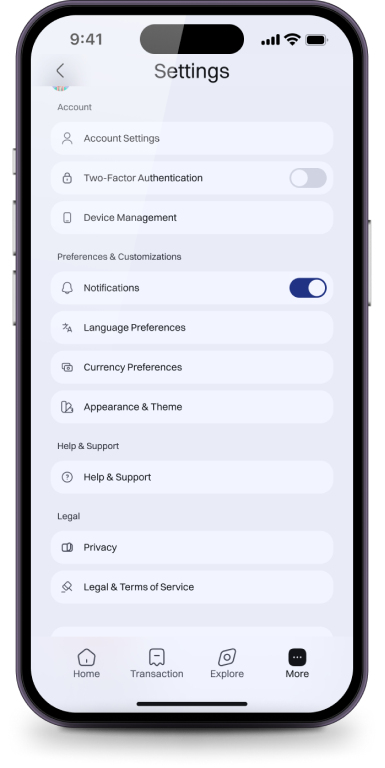 9:41
Settings
Account
Account Settings
Two-Factor Authentication
Device Management
Preferences & Customizations
Notifications
Language Preferences
Currency Preferences
Appearance & Theme
Help & Support
Help & Support
Legal
Privacy
Legal & Terms of Service
Home Transaction Explore More